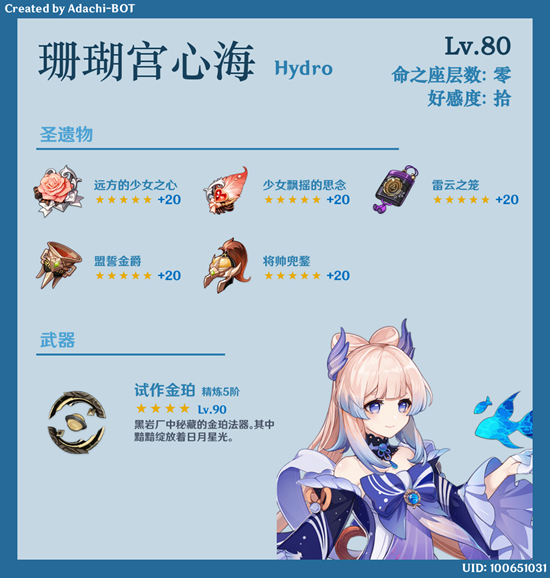 Created by Adachi-BOT
珊瑚宫心海 Hydro
Lv.80
命之座层数: 零
好感度: 拾
圣遗物
远方的少女之心
★★★★★ +20
少女飘摇的思念
★★★★★ +20
雷云之笼
★★★★★ +20
盟誓金爵
★★★★★ +20
将帅兜鍪
★★★★★ +20
武器
试作金珀 精炼5阶
★★★★ Lv.90
黑岩厂中秘藏的金珀法器。其中
黯黯绽放着日月星光。
UID: 100651031